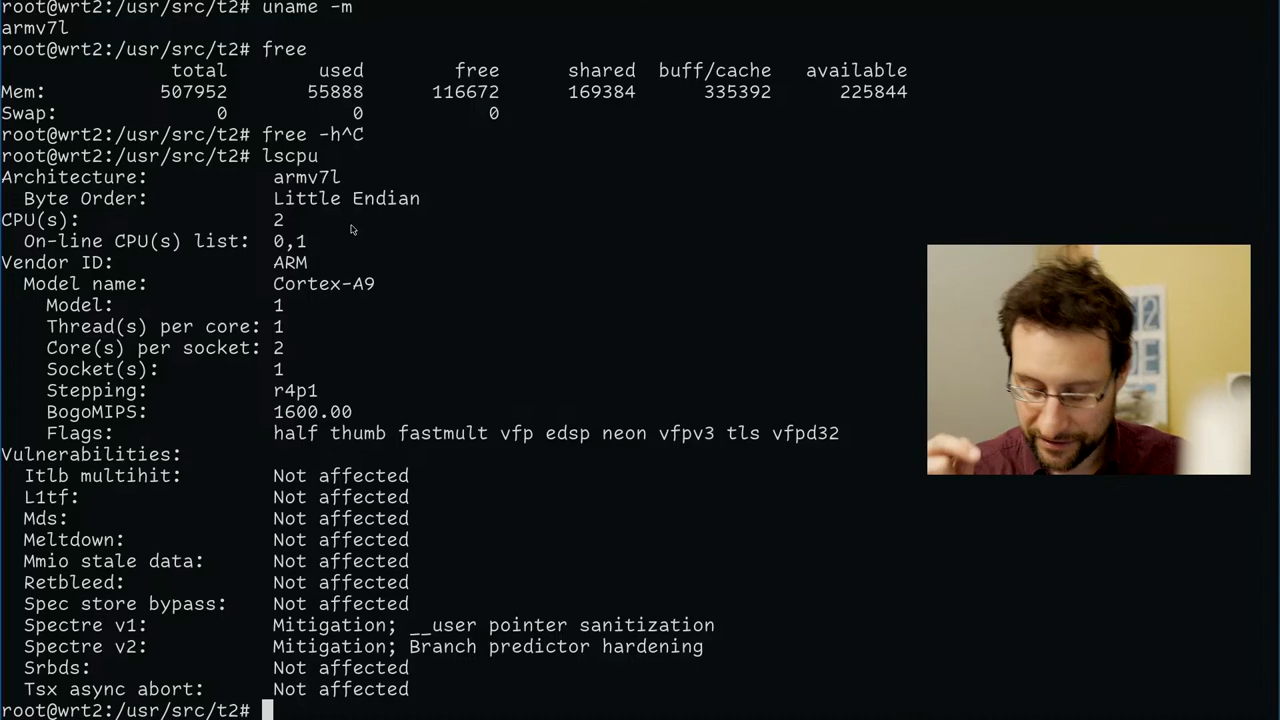 root@wrt2:/usr/src/t2# uname -m
armv7l
root@wrt2:/usr/src/t2# free
total used free shared buff/cache available
Mem: 507952 55888 116672 169384 335392 225844
Swap: 0 0 0
root@wrt2:/usr/src/t2# free -h^C
root@wrt2:/usr/src/t2# lscpu
Architecture: armv7l
Byte Order: Little Endian
CPU(s): 2
On-line CPU(s) list: 0,1
Vendor ID: ARM
Model name: Cortex-A9
Model: 1
Thread(s) per core: 1
Core(s) per socket: 2
Socket(s): 1
Stepping: r4p1
BogoMIPS: 1600.00
Flags: half thumb fastmult vfp edsp neon vfpv3 tls vfpd32
Vulnerabilities:
Itlb multihit: Not affected
L1tf: Not affected
Mds: Not affected
Meltdown: Not affected
Mmio stale data: Not affected
Retbleed: Not affected
Spec store bypass: Not affected
Spectre v1: Mitigation; __user pointer sanitization
Spectre v2: Mitigation; Branch predictor hardening
Srbds: Not affected
Tsx async abort: Not affected
root@wrt2:/usr/src/t2#